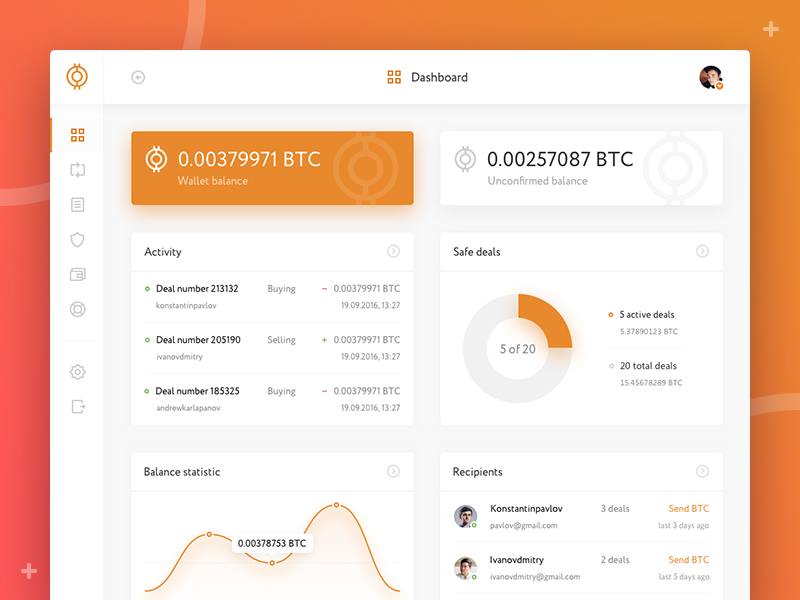 Dashboard
0.00379971 BTC
Wallet balance
0.00257087 BTC
Unconfirmed balance
Activity
Deal number 213132 Buying − 0.00379971 BTC
konstantinpavlov 19.09.2016, 13:27
Deal number 205190 Selling + 0.00379971 BTC
ivanovdmitry 19.09.2016, 13:27
Deal number 185325 Buying − 0.00379971 BTC
andrewkarlapanov 19.09.2016, 13:27
Safe deals
5 of 20
5 active deals
5.37890123 BTC
20 total deals
15.45678289 BTC
Balance statistic
0.00378753 BTC
Recipients
Konstantinpavlov 3 deals Send BTC
pavlov@gmail.com last 3 days ago
Ivanovdmitry 2 deals Send BTC
ivanovdmitry@gmail.com last 5 days ago